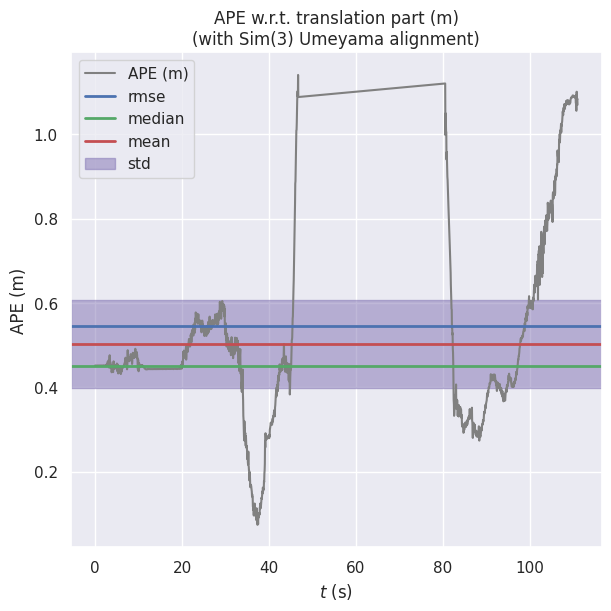 APE w.r.t. translation part (m)
(with Sim(3) Umeyama alignment)
APE (m)
rmse
median
mean
std
APE (m)
1.0
0.8
0.6
0.4
0.2
0 20 40 60 80 100
t (s)